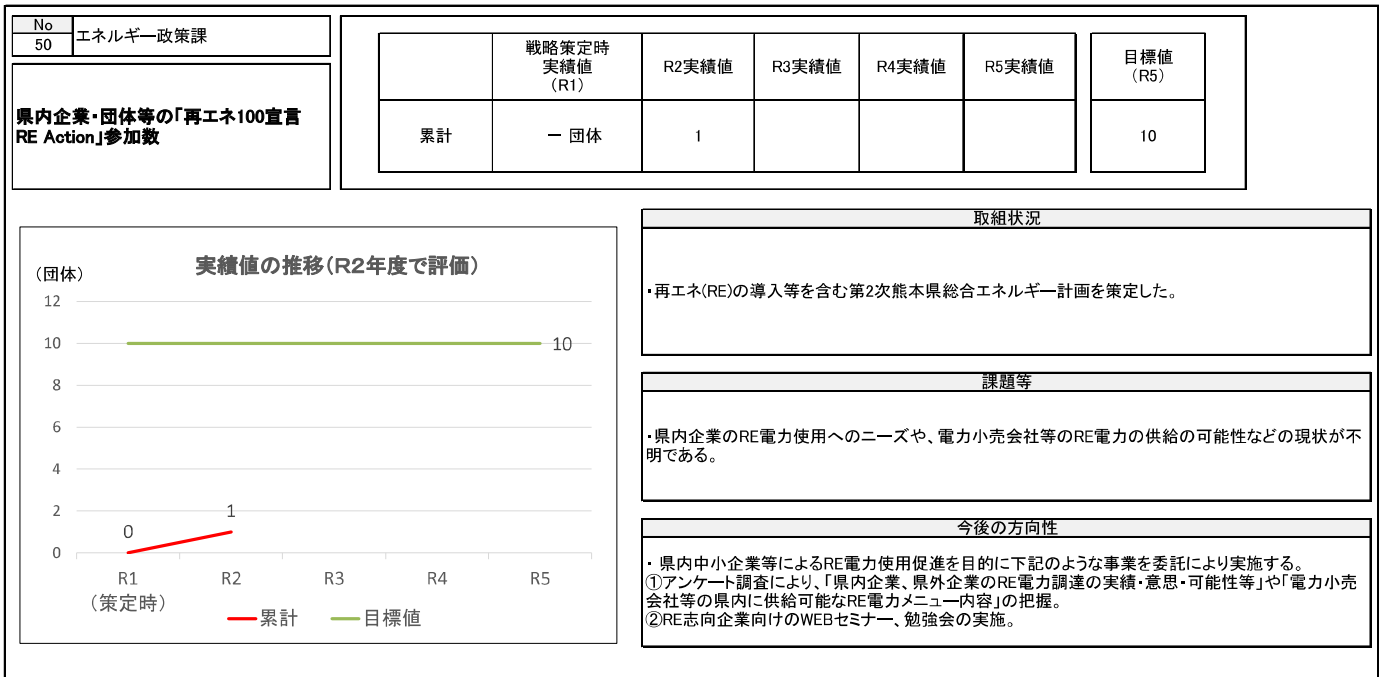 No
50
エネルギー政策課
県内企業・団体等の「再エネ100宣言
RE Action」参加数
戦略策定時
実績値
(R1)
R2実績値
R3実績値
R4実績値
R5実績値
目標値
(R5)
累計
ー 団体
1
10
実績値の推移(R2年度で評価)
(団体)
12
10
8
6
4
2
0
10
0
1
R1
R2
R3
R4
R5
(策定時)
累計
目標値
取組状況
・再エネ(RE)の導入等を含む第2次熊本県総合エネルギー計画を策定した。
課題等
・県内企業のRE電力使用へのニーズや、電力小売会社等のRE電力の供給の可能性などの現状が不
明である。
今後の方向性
・ 県内中小企業等によるRE電力使用促進を目的に下記のような事業を委託により実施する。
①アンケート調査により、「県内企業、県外企業のRE電力調達の実績・意思・可能性等」や「電力小売
会社等の県内に供給可能なRE電力メニュー内容」の把握。
②RE志向企業向けのWEBセミナー、勉強会の実施。